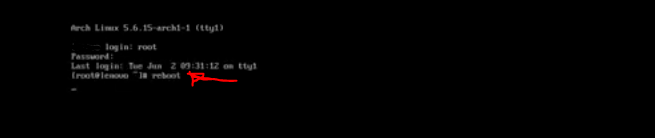 Arch Linux 5.6.15-arch1-1 (tty1)
login: root
Password:
Last login: Tue Jun 2 09:31:12 on tty1
[root@lenovo ~]# reboot